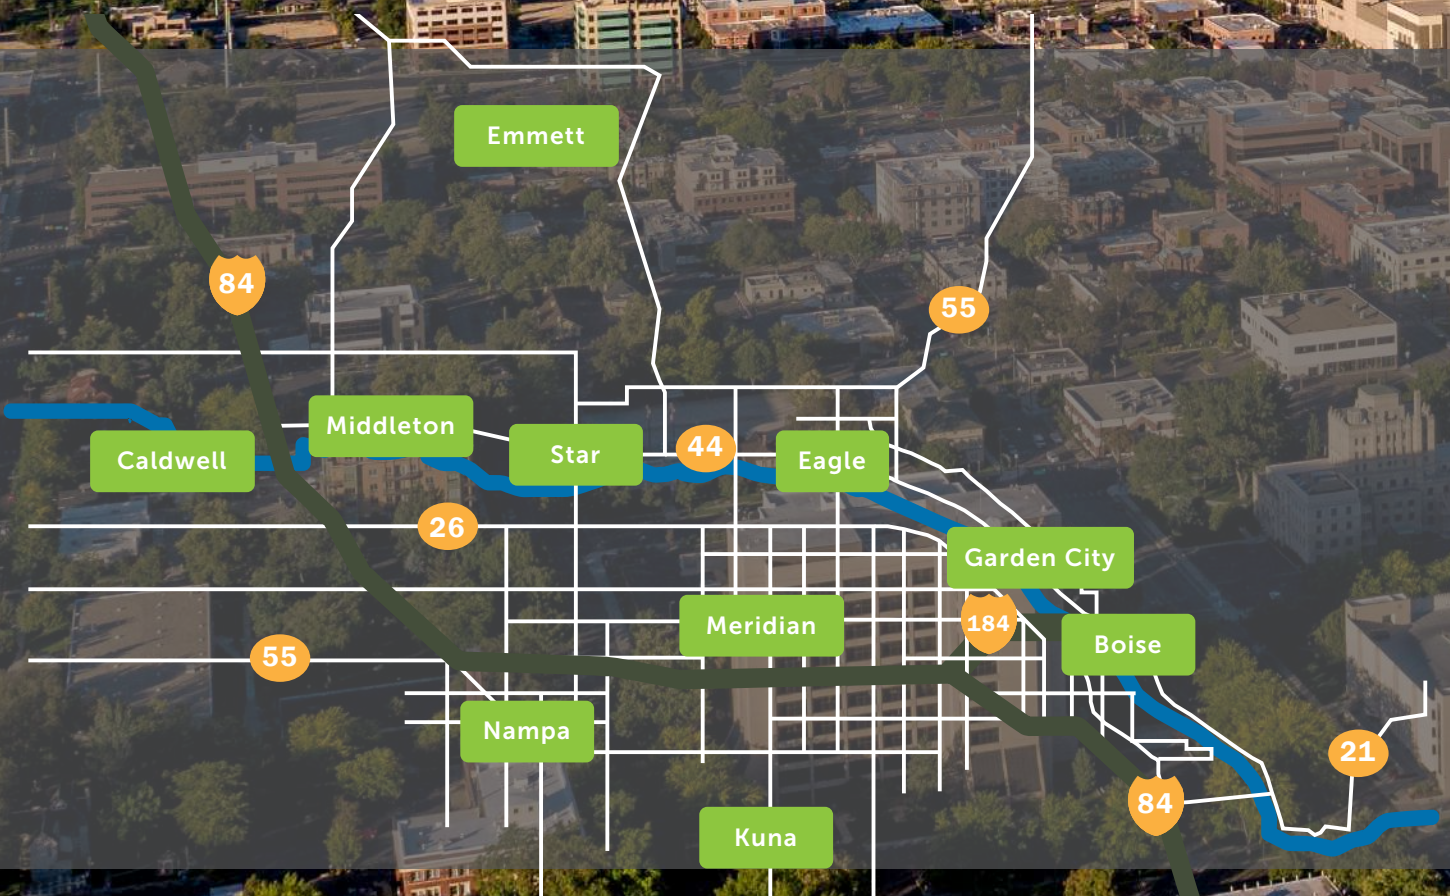 Emmett
84
55
Middleton
Caldwell
Star
44
Eagle
26
Garden City
Meridian
184
Boise
55
Nampa
21
84
Kuna